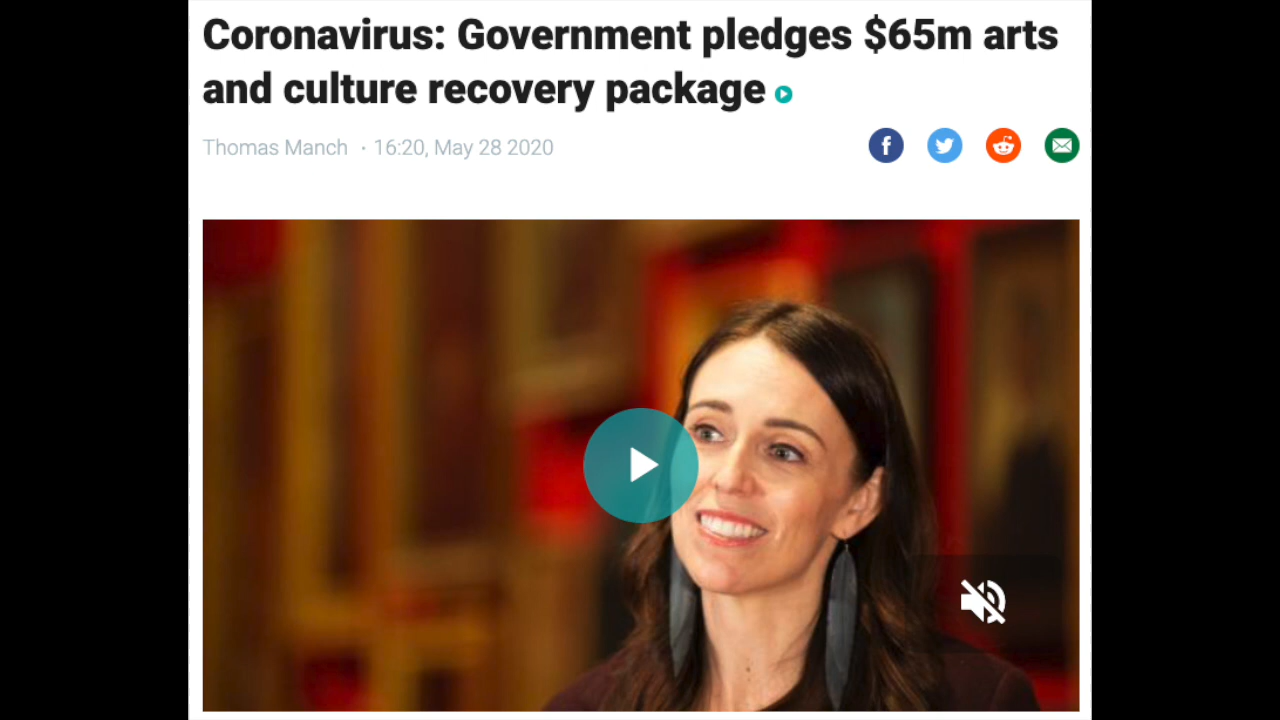 Coronavirus: Government pledges $65m arts
and culture recovery package
Thomas Manch · 16:20, May 28 2020